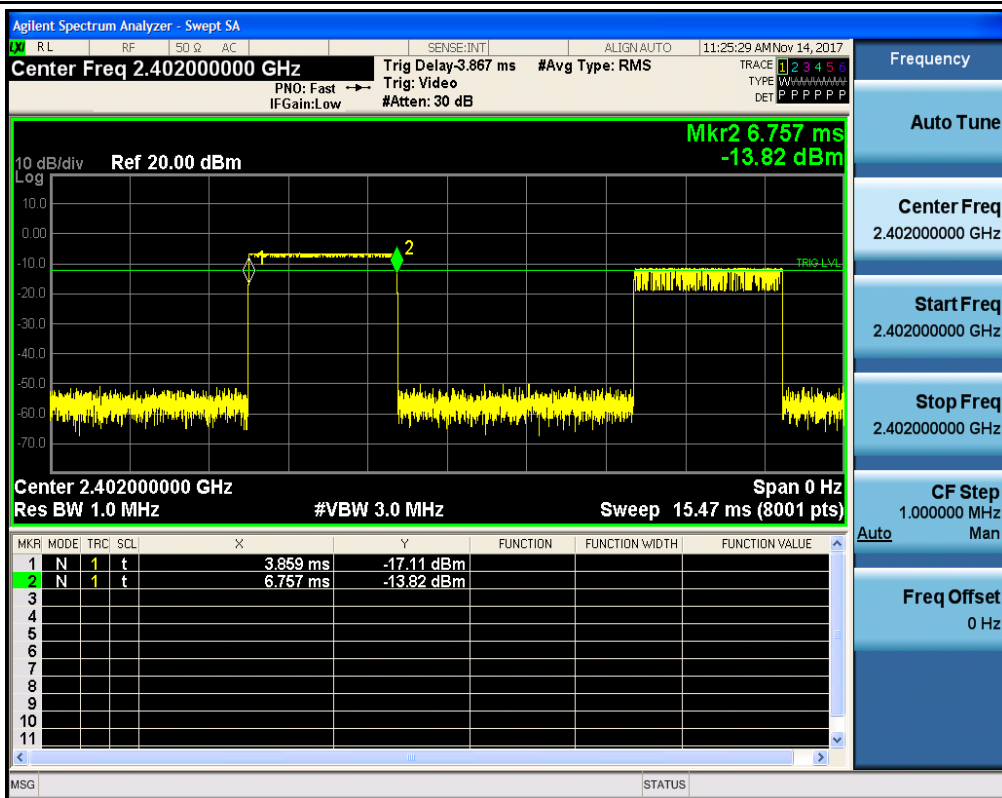 Agilent Spectrum Analyzer - Swept SA
LXI RL RF 50 Ω AC SENSE:INT ALIGN AUTO 11:25:29 AM Nov 14, 2017
Center Freq 2.402000000 GHz
PNO: Fast
IFGain:Low
Trig Delay-3.867 ms
Trig: Video
#Atten: 30 dB
#Avg Type: RMS
TRACE 1 2 3 4 5 6
TYPE W
DET P P P P P P
Mkr2 6.757 ms
-13.82 dBm
10 dB/div Ref 20.00 dBm
Log
10.0
0.00
-10.0
-20.0
-30.0
-40.0
-50.0
-60.0
-70.0
1
2
TRIG LVL
Center 2.402000000 GHz Span 0 Hz
Res BW 1.0 MHz #VBW 3.0 MHz Sweep 15.47 ms (8001 pts)
MKR MODE TRC SCL X Y FUNCTION FUNCTION WIDTH FUNCTION VALUE
1 N 1 t 3.859 ms -17.11 dBm
2 N 1 t 6.757 ms -13.82 dBm
3
4
5
6
7
8
9
10
11
MSG STATUS
Frequency
Auto Tune
Center Freq
2.402000000 GHz
Start Freq
2.402000000 GHz
Stop Freq
2.402000000 GHz
CF Step
1.000000 MHz
Auto Man
Freq Offset
0 Hz